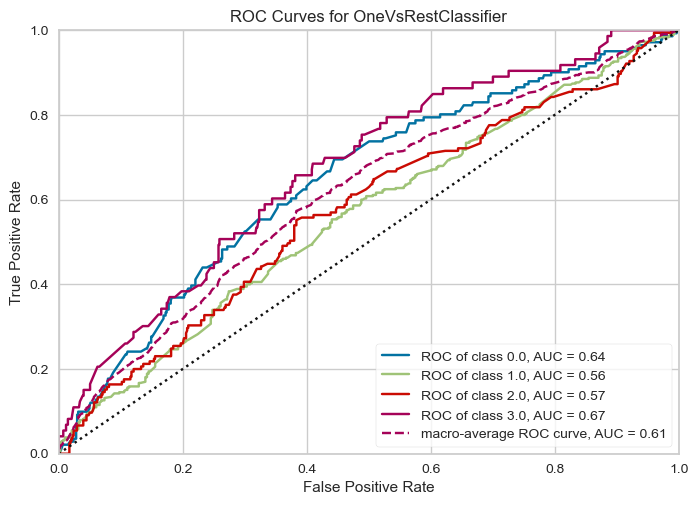 ROC Curves for OneVsRestClassifier
True Positive Rate
1.0
0.8
0.6
0.4
0.2
0.0
ROC of class 0.0, AUC = 0.64
ROC of class 1.0, AUC = 0.56
ROC of class 2.0, AUC = 0.57
ROC of class 3.0, AUC = 0.67
macro-average ROC curve, AUC = 0.61
0.0 0.2 0.4 0.6 0.8 1.0
False Positive Rate